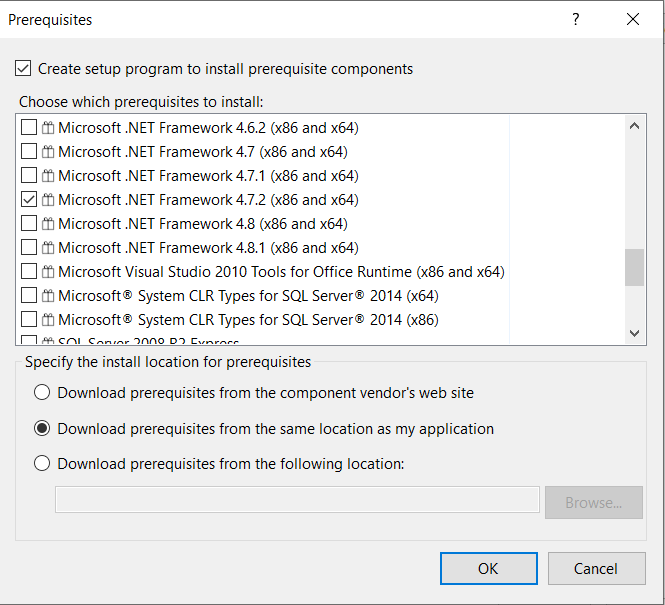 Prerequisites
?
Create setup program to install prerequisite components
Choose which prerequisites to install:
Microsoft .NET Framework 4.6.2 (x86 and x64)
Microsoft .NET Framework 4.7 (x86 and x64)
Microsoft .NET Framework 4.7.1 (x86 and x64)
Microsoft .NET Framework 4.7.2 (x86 and x64)
Microsoft .NET Framework 4.8 (x86 and x64)
Microsoft .NET Framework 4.8.1 (x86 and x64)
Microsoft Visual Studio 2010 Tools for Office Runtime (x86 and x64)
Microsoft® System CLR Types for SQL Server® 2014 (x64)
Microsoft® System CLR Types for SQL Server® 2014 (x86)
SQL Server 2008 R2 Express
Specify the install location for prerequisites
Download prerequisites from the component vendor's web site
Download prerequisites from the same location as my application
Download prerequisites from the following location:
Browse...
OK
Cancel